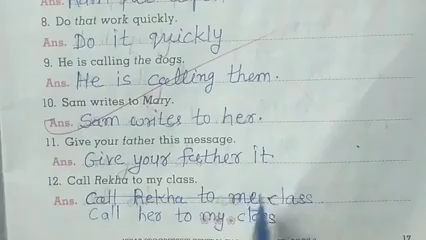 Ans.
8. Do that work quickly.
Ans. Do it quickly
9. He is calling the dogs.
Ans. He is calling them.
10. Sam writes to Mary.
Ans. Sam writes to her.
11. Give your father this message.
Ans. Give your father it
12. Call Rekha to my class.
Ans. Call Rekha to my class
Call her to my class
17